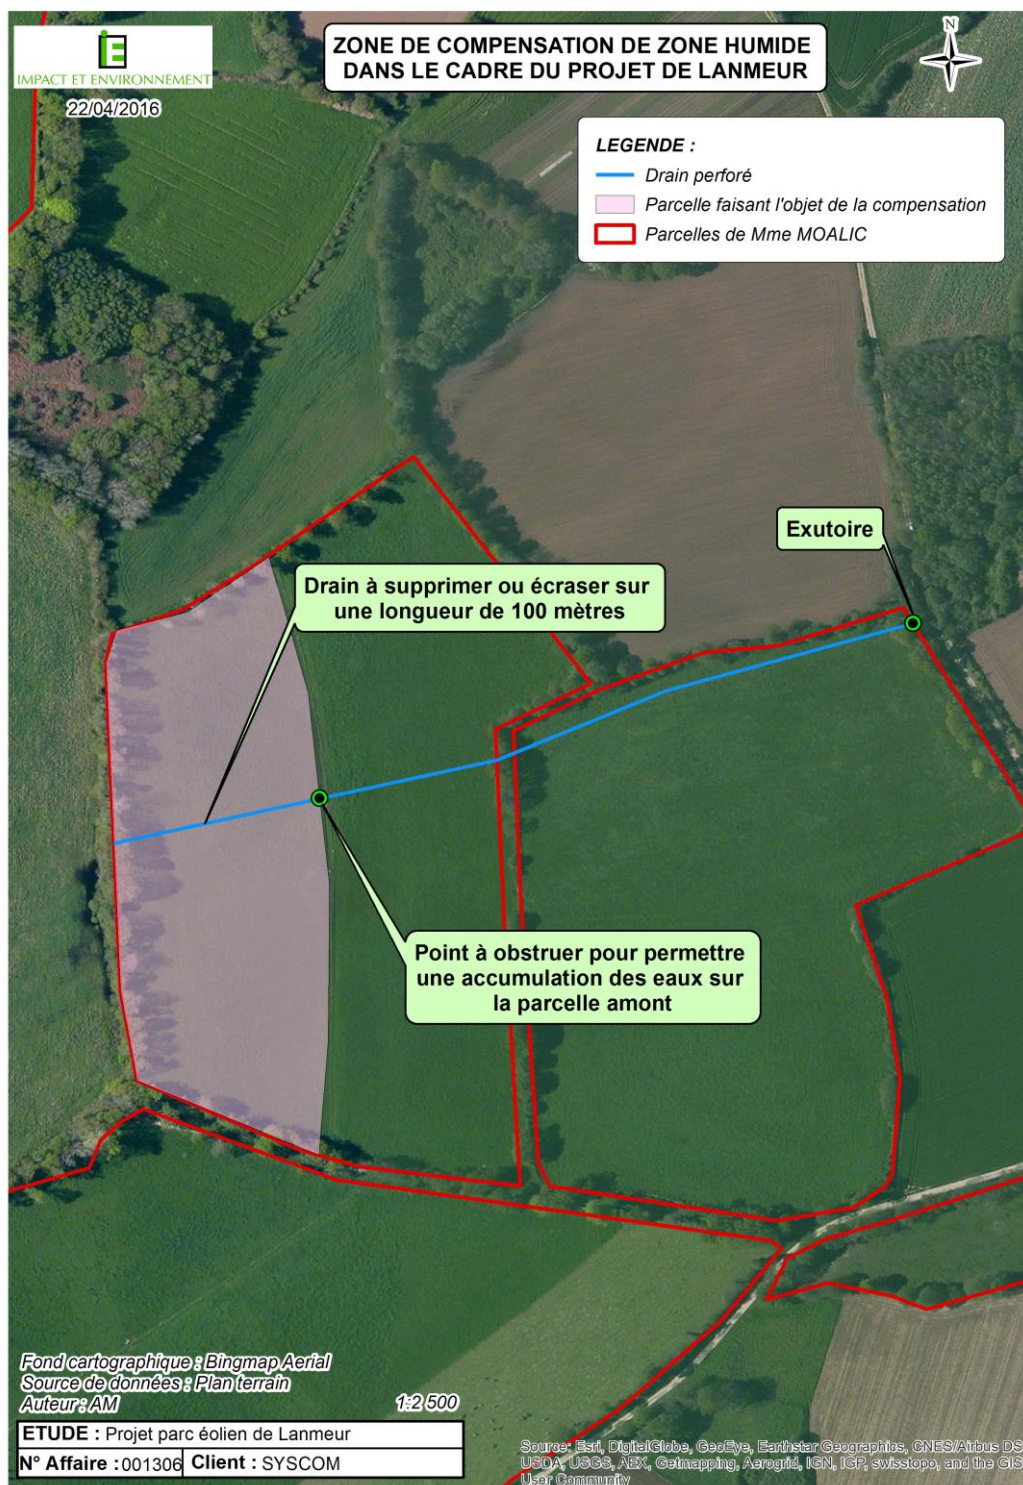 IE
IMPACT ET ENVIRONNEMENT
22/04/2016
ZONE DE COMPENSATION DE ZONE HUMIDE
DANS LE CADRE DU PROJET DE LANMEUR
N
LEGENDE :
Drain perforé
Parcelle faisant l'objet de la compensation
Parcelles de Mme MOALIC
Exutoire
Drain à supprimer ou écraser sur
une longueur de 100 mètres
Point à obstruer pour permettre
une accumulation des eaux sur
la parcelle amont
Fond cartographique : Bingmap Aerial
Source de données : Plan terrain
Auteur : AM
1:2 500
ETUDE : Projet parc éolien de Lanmeur
N° Affaire : 001306 Client : SYSCOM
Source: Esri, DigitalGlobe, GeoEye, Earthstar Geographics, CNES/Airbus DS
USDA, USGS, AEX, Getmapping, Aerogrid, IGN, IGP, swisstopo, and the GIS
User Community